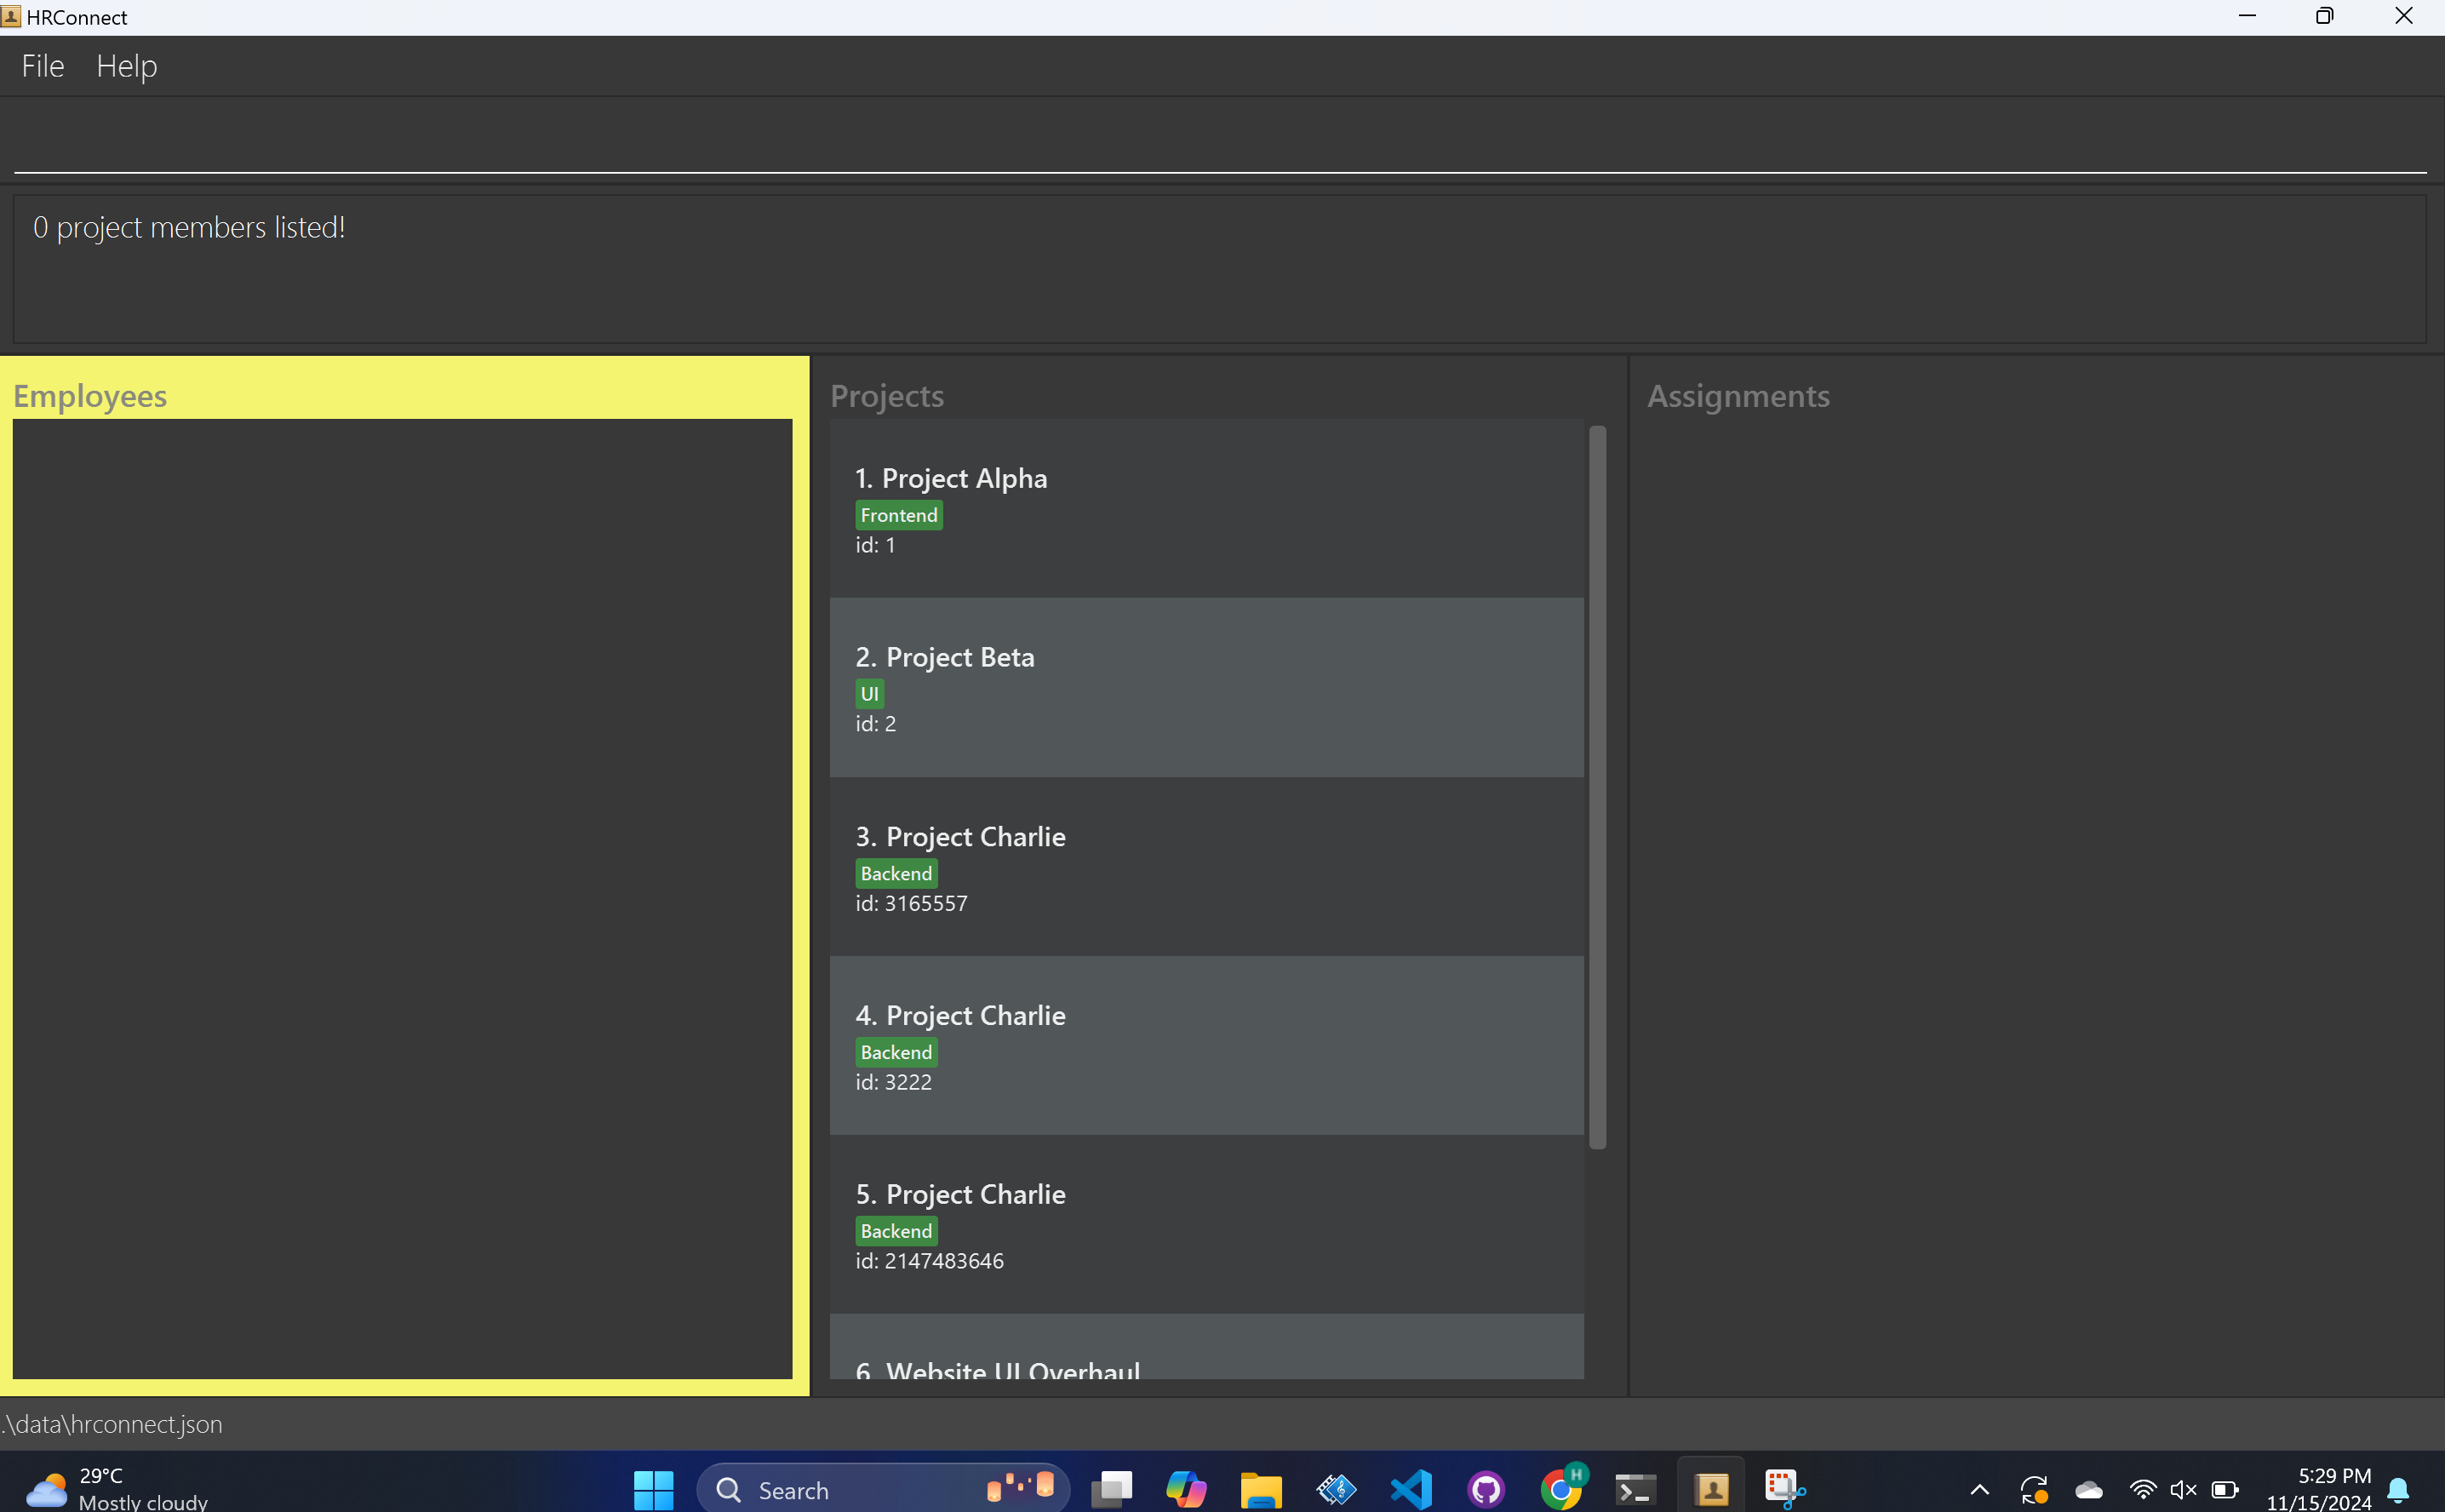 HRConnect
File Help
0 project members listed!
Employees
Projects
1. Project Alpha
Frontend
id: 1
2. Project Beta
UI
id: 2
3. Project Charlie
Backend
id: 3165557
4. Project Charlie
Backend
id: 3222
5. Project Charlie
Backend
id: 2147483646
6. Website UI Overhaul
Assignments
.\data\hrconnect.json
29°C
Mostly cloudy
Search
H
5:29 PM
11/15/2024